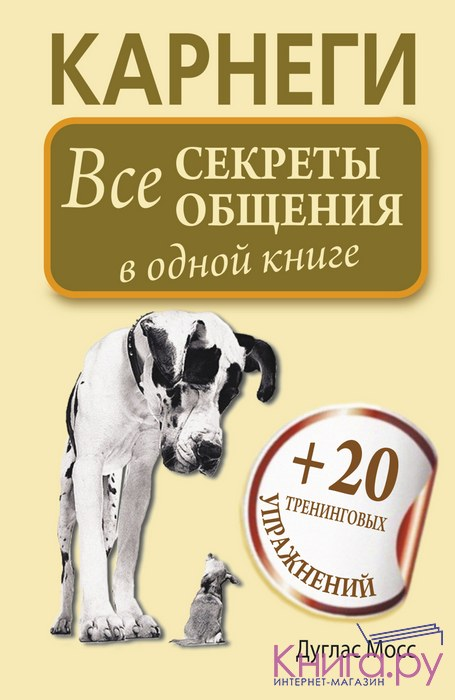 КАРНЕГИ
Все СЕКРЕТЫ
ОБЩЕНИЯ
в одной книге
+ 20
ТРЕНИНГОВЫХ
УПРАЖНЕНИЙ
Дуглас Мосс
Книга.ру
ИНТЕРНЕТ-МАГАЗИН